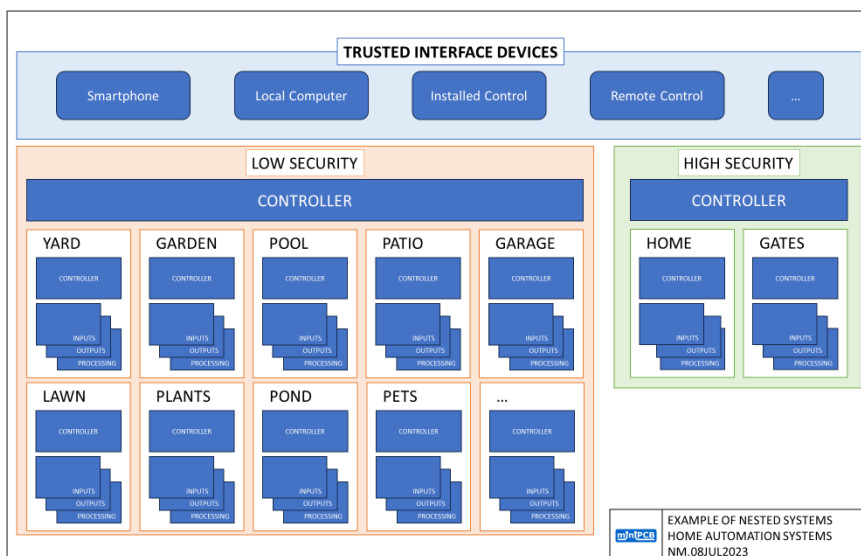 TRUSTED INTERFACE DEVICES
Smartphone
Local Computer
Installed Control
Remote Control
...
LOW SECURITY
CONTROLLER
YARD
CONTROLLER
INPUTS
OUTPUTS
PROCESSING
GARDEN
CONTROLLER
INPUTS
OUTPUTS
PROCESSING
POOL
CONTROLLER
INPUTS
OUTPUTS
PROCESSING
PATIO
CONTROLLER
INPUTS
OUTPUTS
PROCESSING
GARAGE
CONTROLLER
INPUTS
OUTPUTS
PROCESSING
LAWN
CONTROLLER
INPUTS
OUTPUTS
PROCESSING
PLANTS
CONTROLLER
INPUTS
OUTPUTS
PROCESSING
POND
CONTROLLER
INPUTS
OUTPUTS
PROCESSING
PETS
CONTROLLER
INPUTS
OUTPUTS
PROCESSING
...
CONTROLLER
INPUTS
OUTPUTS
PROCESSING
HIGH SECURITY
CONTROLLER
HOME
CONTROLLER
INPUTS
OUTPUTS
PROCESSING
GATES
CONTROLLER
INPUTS
OUTPUTS
PROCESSING
mInIPCB
EXAMPLE OF NESTED SYSTEMS
HOME AUTOMATION SYSTEMS
NM.08JUL2023